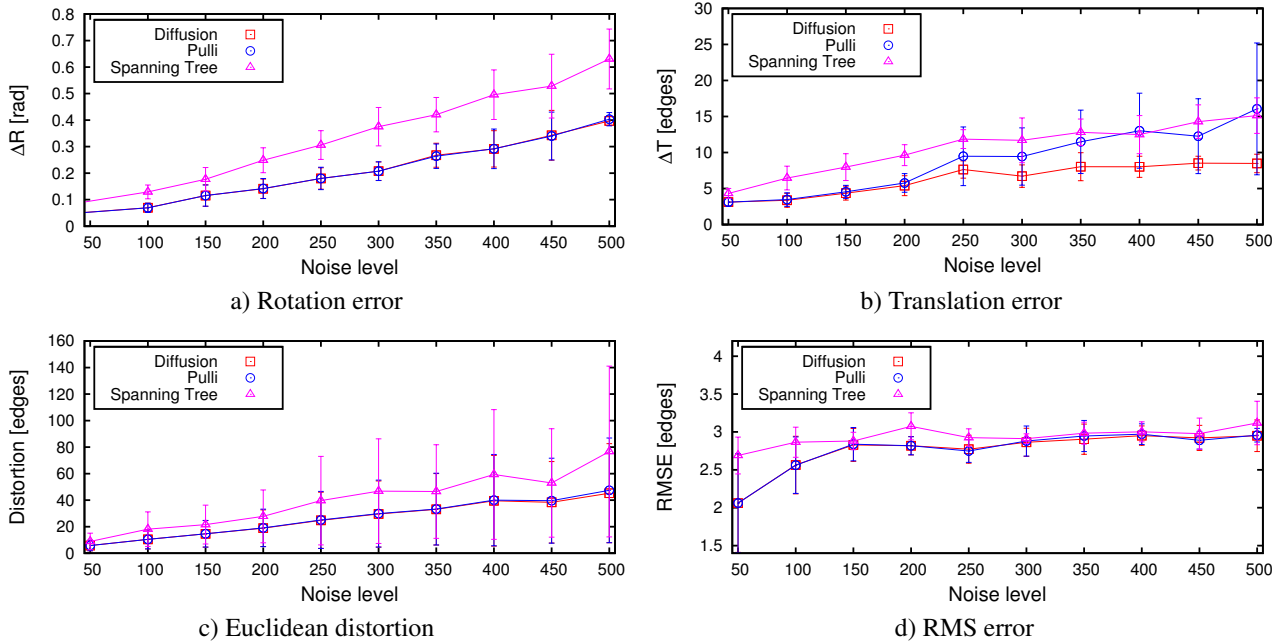 0.8
0.7
0.6
0.5
0.4
0.3
0.2
0.1
0
ΔR [rad]
Diffusion
Pulli
Spanning Tree
50 100 150 200 250 300 350 400 450 500
Noise level
a) Rotation error
30
25
20
15
10
5
0
ΔT [edges]
Diffusion
Pulli
Spanning Tree
50 100 150 200 250 300 350 400 450 500
Noise level
b) Translation error
160
140
120
100
80
60
40
20
0
Distortion [edges]
Diffusion
Pulli
Spanning Tree
50 100 150 200 250 300 350 400 450 500
Noise level
c) Euclidean distortion
4
3.5
3
2.5
2
1.5
RMSE [edges]
Diffusion
Pulli
Spanning Tree
50 100 150 200 250 300 350 400 450 500
Noise level
d) RMS error